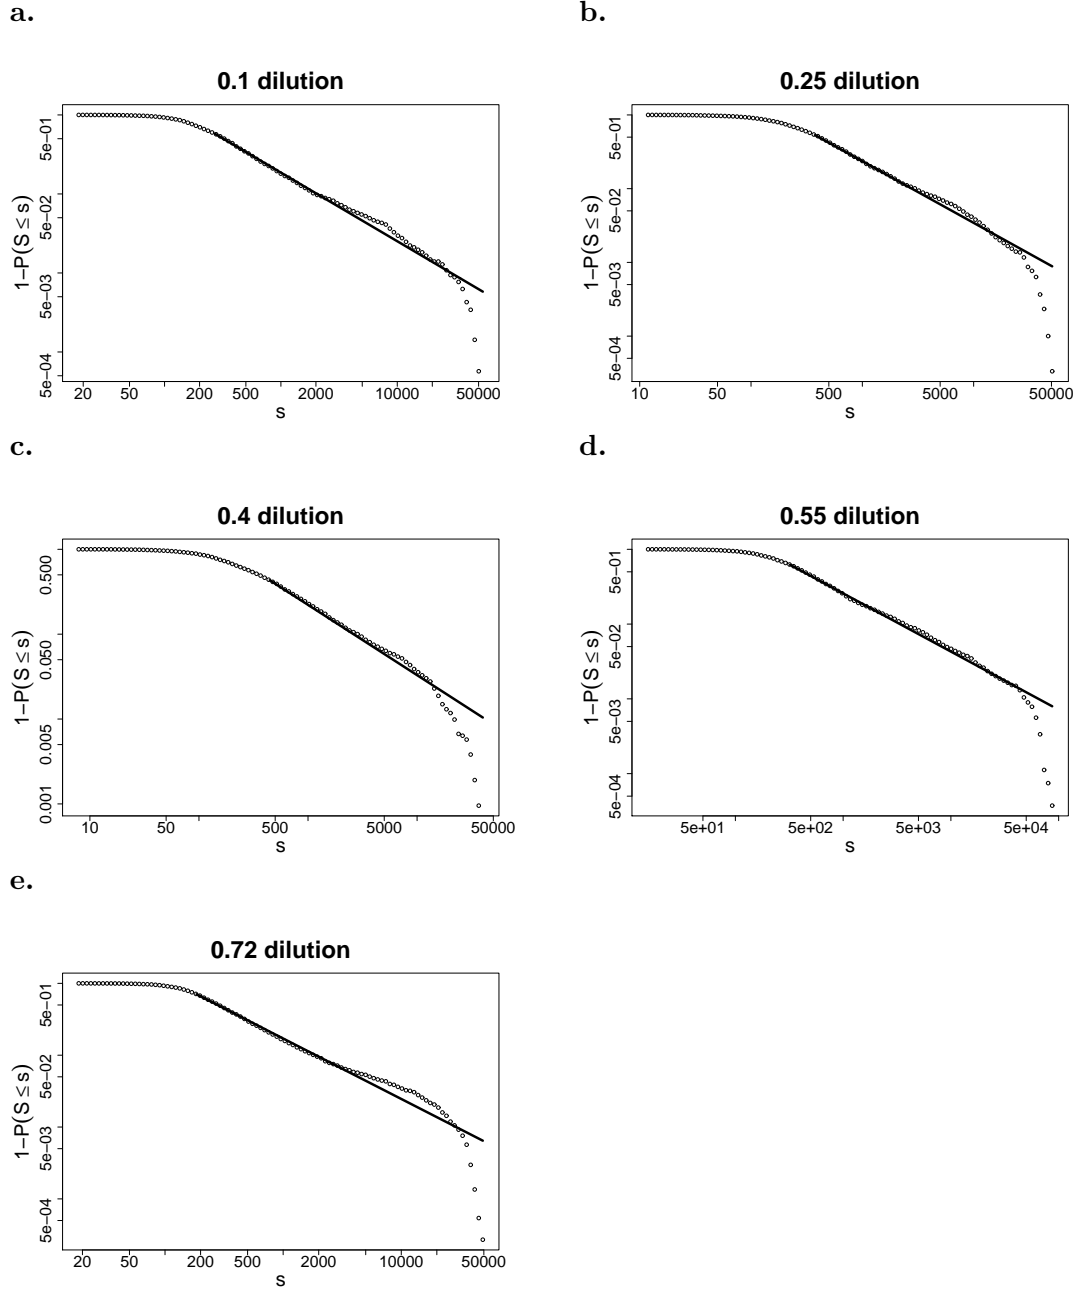 a.
0.1 dilution
1−P(S ≤ s)
5e−01
5e−02
5e−03
5e−04
20 50 200 500 2000 10000 50000
s
b.
0.25 dilution
1−P(S ≤ s)
5e−01
5e−02
5e−03
5e−04
10 50 500 5000 50000
s
c.
0.4 dilution
1−P(S ≤ s)
0.500
0.050
0.005
0.001
10 50 500 5000 50000
s
d.
0.55 dilution
1−P(S ≤ s)
5e−01
5e−02
5e−03
5e−04
5e+01 5e+02 5e+03 5e+04
s
e.
0.72 dilution
1−P(S ≤ s)
5e−01
5e−02
5e−03
5e−04
20 50 200 500 2000 10000 50000
s